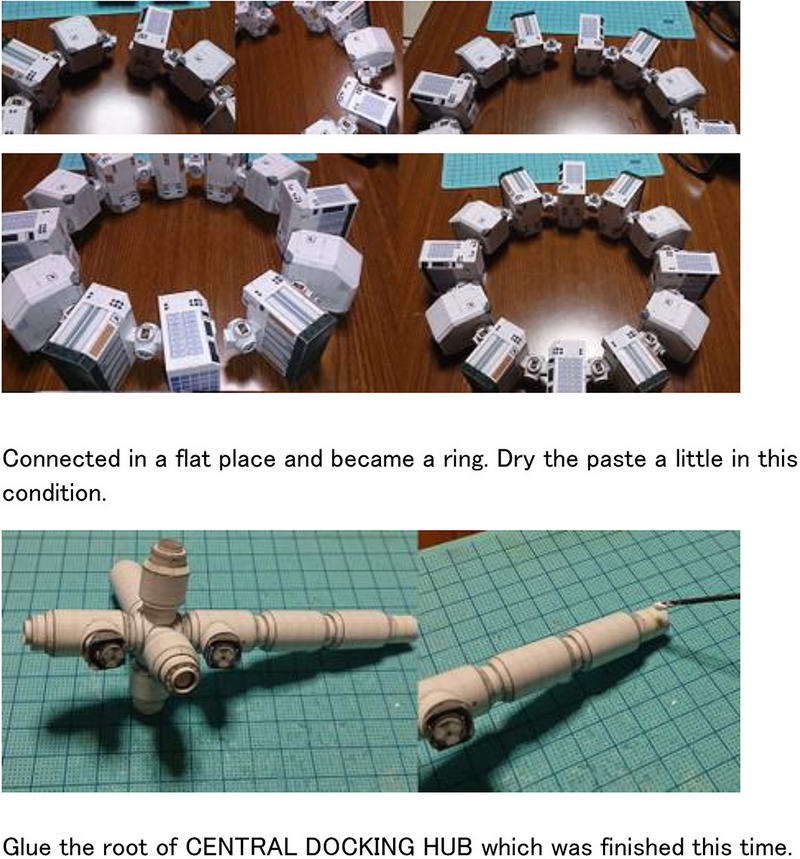 Connected in a flat place and became a ring. Dry the paste a little in this
condition.
Glue the root of CENTRAL DOCKING HUB which was finished this time.